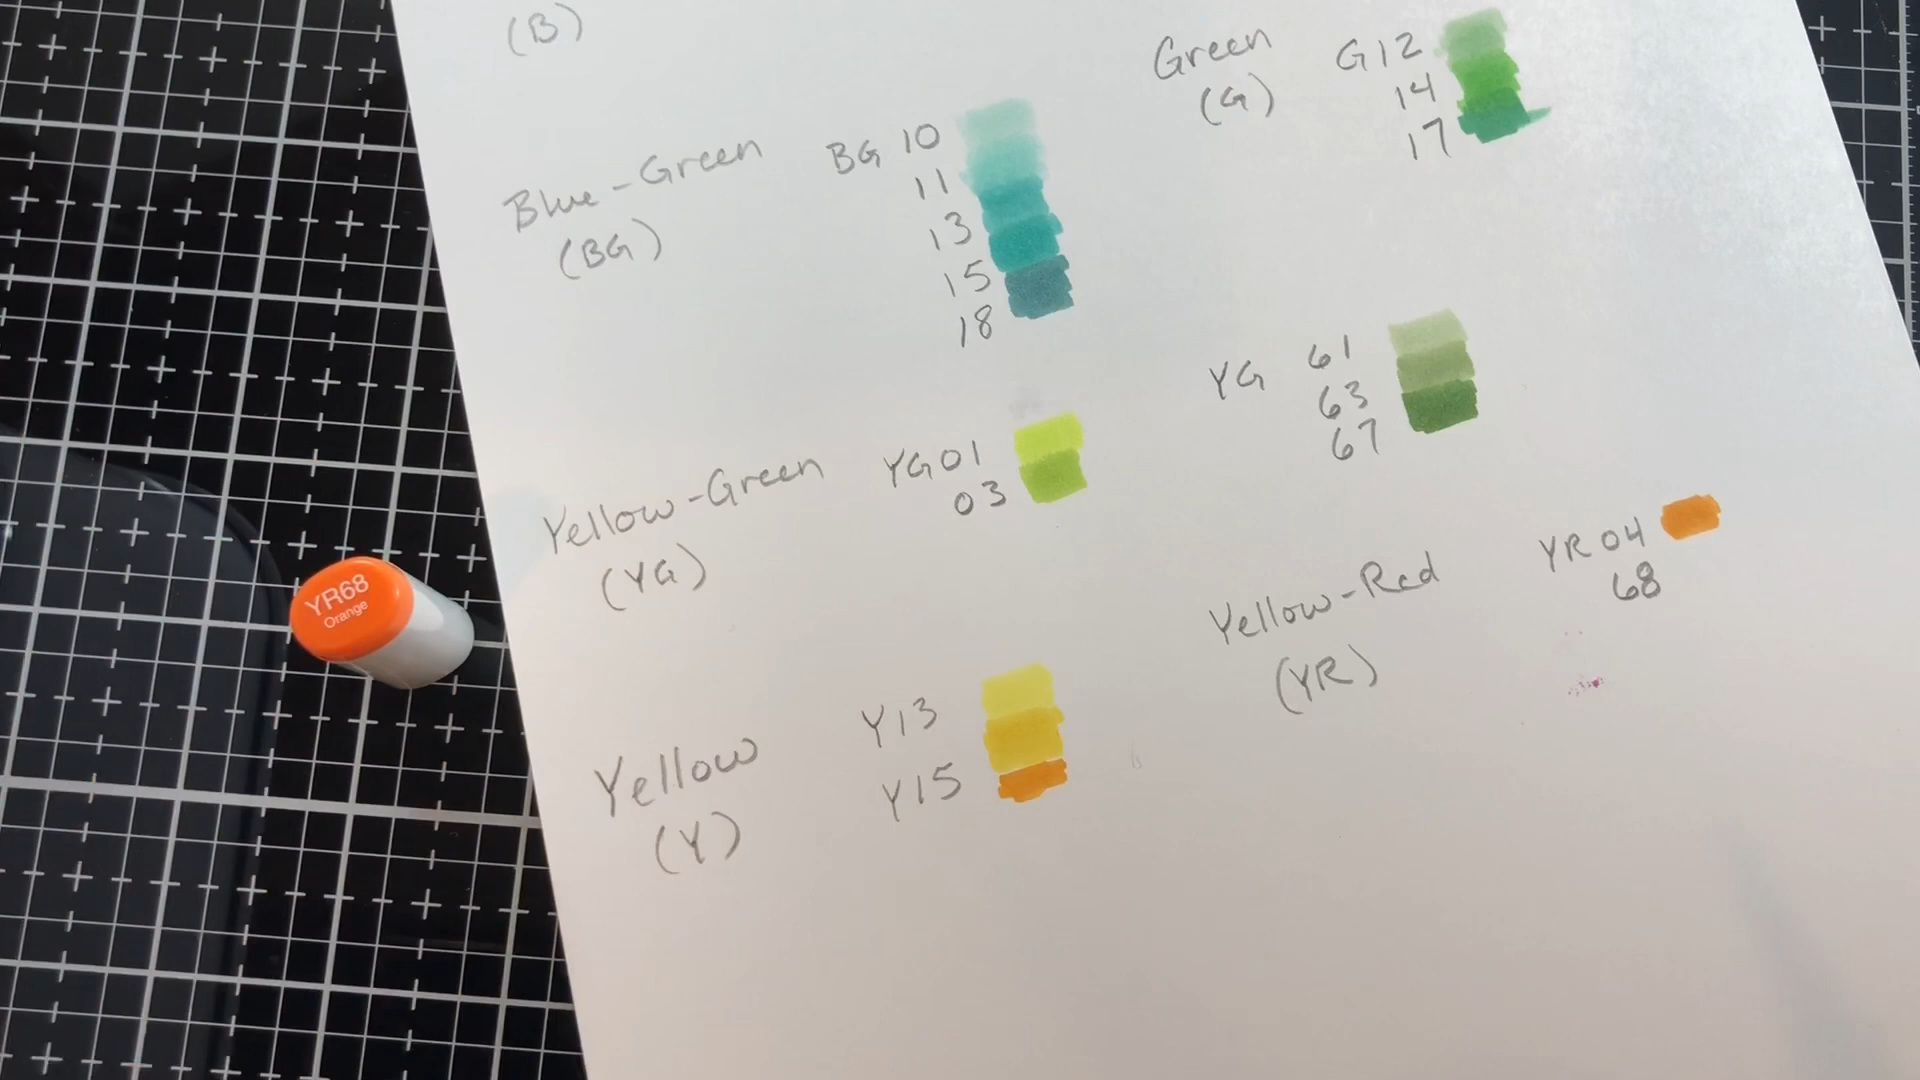 (B)
Blue-Green
(BG)
BG 10
11
13
15
18
Green
(G)
G12
14
17
Yellow-Green
(YG)
YG01
03
YG 61
63
67
YR68
Orange
Yellow-Red
(YR)
YR 04
68
Yellow
(Y)
Y13
Y15